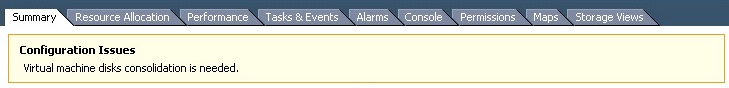 Summary Resource Allocation Performance Tasks & Events Alarms Console Permissions Maps Storage Views
Configuration Issues
Virtual machine disks consolidation is needed.